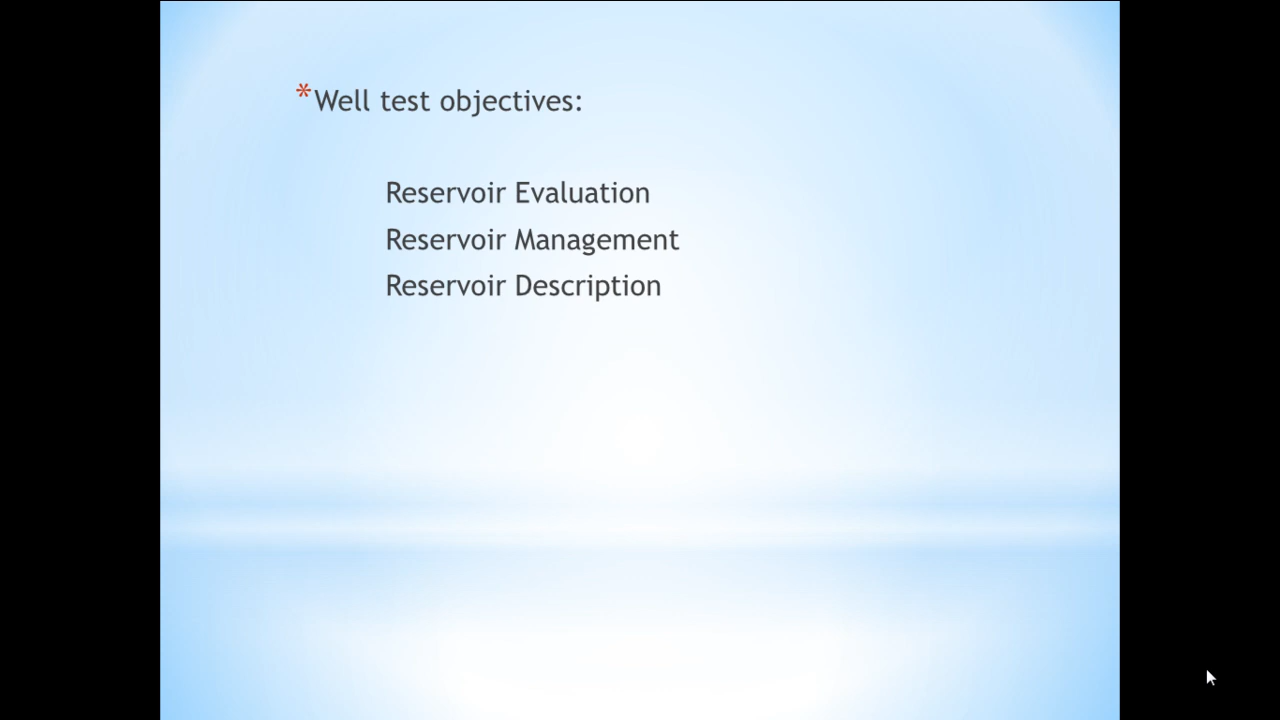 *Well test objectives:
Reservoir Evaluation
Reservoir Management
Reservoir Description